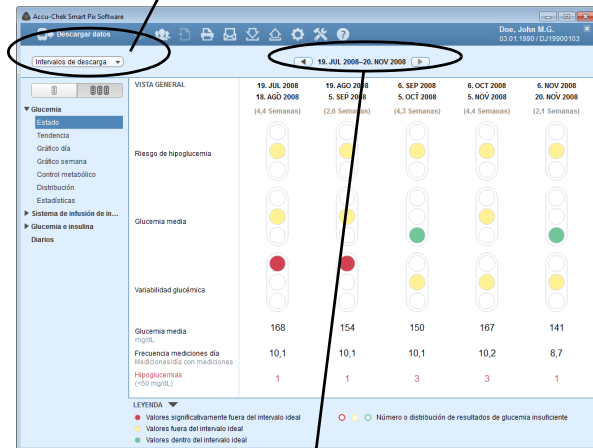 Accu-Chek Smart Pix Software
Descargar datos
Doe, John M.G.
03.01.1990 / DJ19900103
Intervalos de descarga
19. JUL 2008–20. NOV 2008
VISTA GENERAL
19. JUL 2008 19. AGO 2008 6. SEP 2008 6. OCT 2008 6. NOV 2008
18. AGO 2008 5. SEP 2008 5. OCT 2008 5. NOV 2008 20. NOV 2008
(4,4 Semanas) (2,6 Semanas) (4,3 Semanas) (4,4 Semanas) (2,1 Semanas)
Glucemia
Estado
Tendencia
Gráfico día
Gráfico semana
Control metabólico
Distribución
Estadísticas
Sistema de infusión de in...
Glucemia e insulina
Diarios
Riesgo de hipoglucemia
Glucemia media
Variabilidad glucémica
Glucemia media 168 154 150 167 141
mg/dL
Frecuencia mediciones día 10,1 10,1 10,1 10,2 8,7
Mediciones/día con mediciones
Hipoglucemias 1 1 3 3 1
(<50 mg/dL)
LEYENDA
Valores significativamente fuera del intervalo ideal
Número o distribución de resultados de glucemia insuficiente
Valores fuera del intervalo ideal
Valores dentro del intervalo ideal